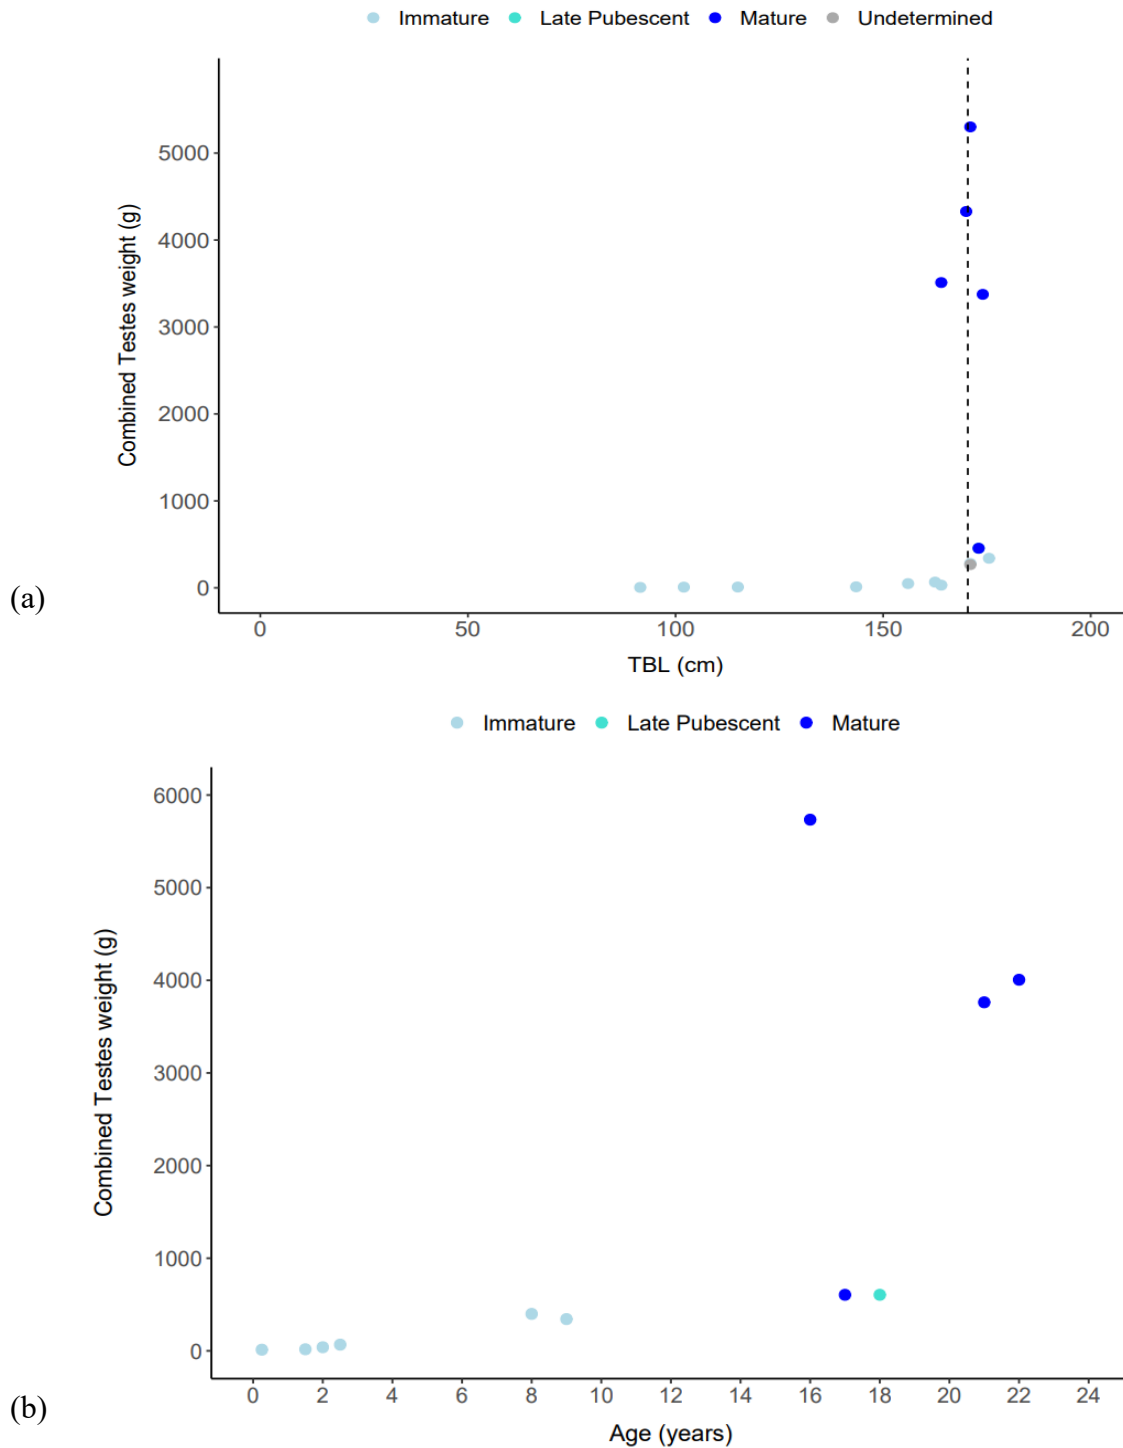 Immature Late Pubescent Mature Undetermined
5000
4000
3000
2000
1000
0
Combined Testes weight (g)
(a)
0 50 100 150 200
TBL (cm)
Immature Late Pubescent Mature
6000
5000
4000
3000
2000
1000
0
Combined Testes weight (g)
0 2 4 6 8 10 12 14 16 18 20 22 24
(b)
Age (years)